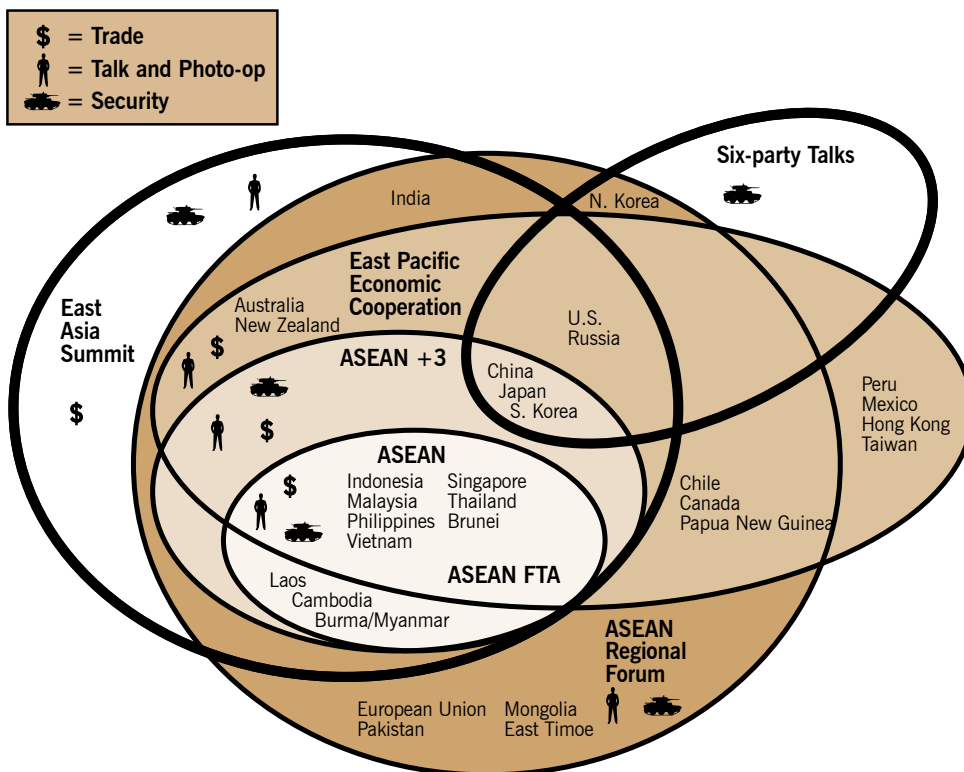 $ = Trade
= Talk and Photo-op
= Security
Six-party Talks
India
N. Korea
East Pacific
Economic
Cooperation
East
Asia
Summit
Australia
New Zealand
U.S.
Russia
$
ASEAN +3
China
Japan
S. Korea
Peru
Mexico
Hong Kong
Taiwan
$
$
ASEAN
Indonesia
Malaysia
Philippines
Vietnam
Singapore
Thailand
Brunei
$
Chile
Canada
Papua New Guinea
ASEAN FTA
Laos
Cambodia
Burma/Myanmar
ASEAN
Regional
Forum
European Union
Pakistan
Mongolia
East Timoe